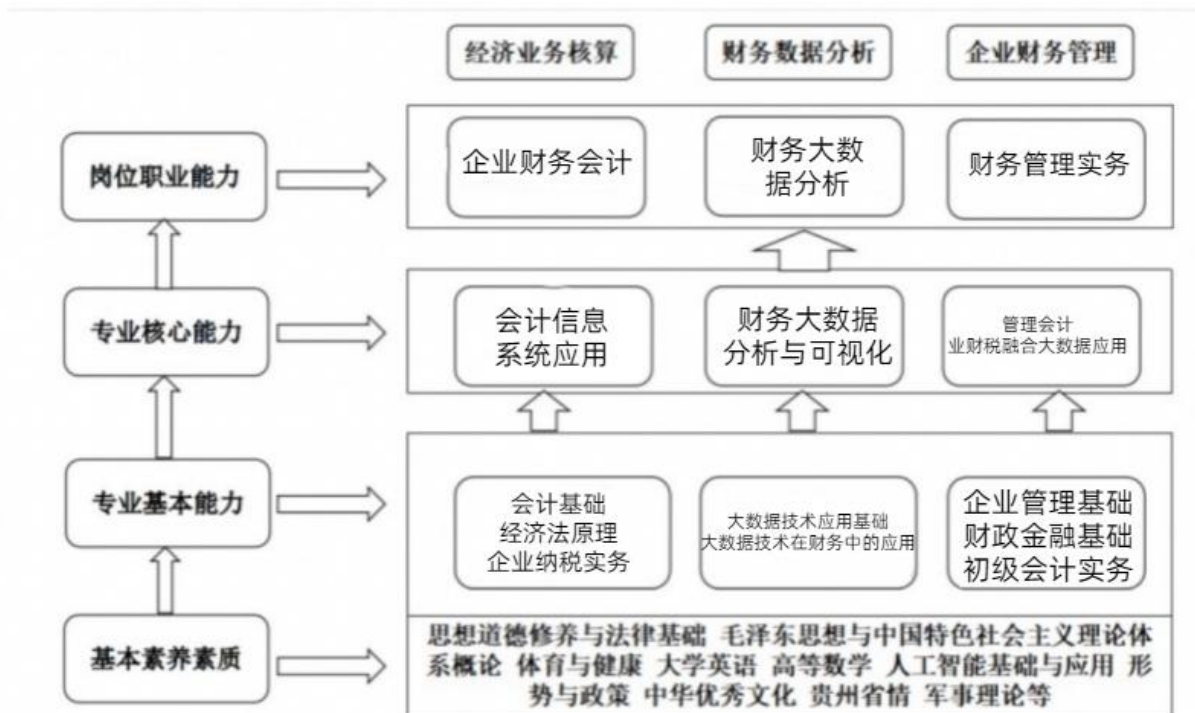 经济业务核算
财务数据分析
企业财务管理
岗位职业能力
企业财务会计
财务大数
据分析
财务管理实务
专业核心能力
会计信息
系统应用
财务大数据
分析与可视化
管理会计
业财税融合大数据应用
专业基本能力
会计基础
经济法原理
企业纳税实务
大数据技术应用基础
大数据技术在财务中的应用
企业管理基础
财政金融基础
初级会计实务
基本素养素质
思想道德修养与法律基础 毛泽东思想与中国特色社会主义理论体
系概论 体育与健康 大学英语 高等数学 人工智能基础与应用 形
势与政策 中华优秀文化 贵州省情 军事理论等